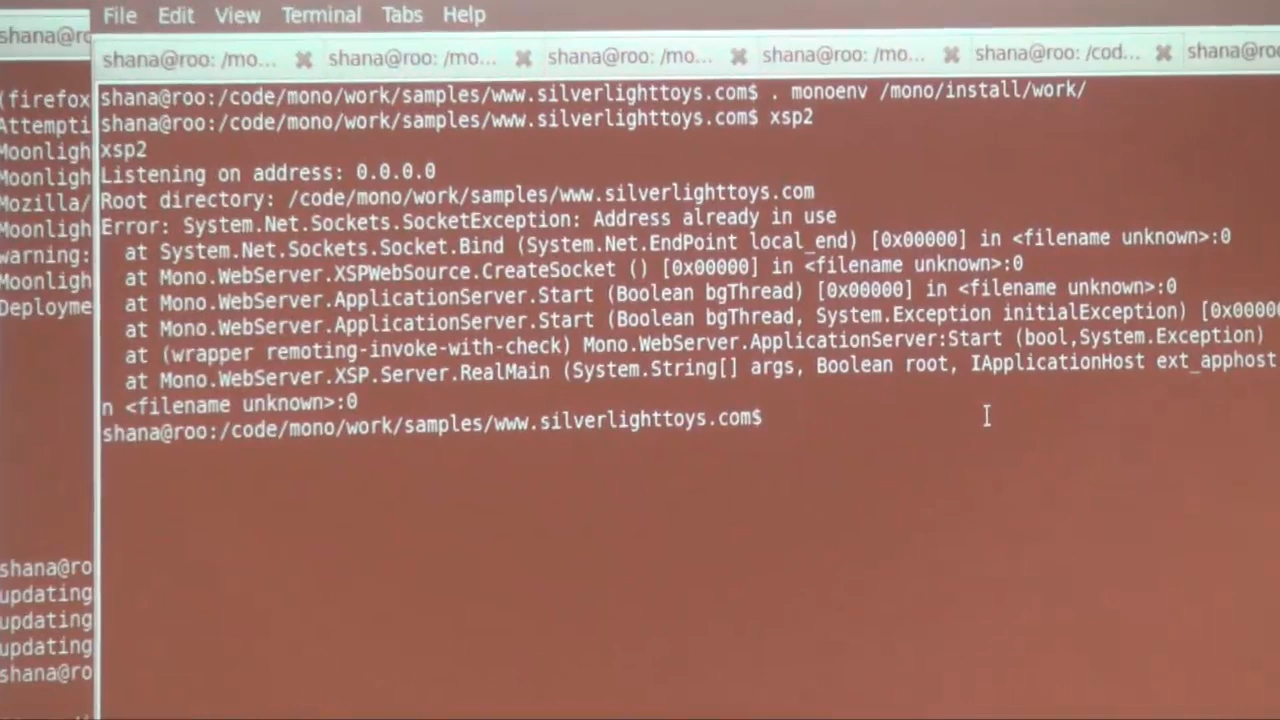 File Edit View Terminal Tabs Help
shana@ro
shana@roo: /mo... shana@roo: /mo... shana@roo: /mo... shana@roo: /mo... shana@roo: /cod... shana@roo
shana@roo:/code/mono/work/samples/www.silverlighttoys.com$ . monoenv /mono/install/work/
shana@roo:/code/mono/work/samples/www.silverlighttoys.com$ xsp2
xsp2
Listening on address: 0.0.0.0
Root directory: /code/mono/work/samples/www.silverlighttoys.com
Error: System.Net.Sockets.SocketException: Address already in use
at System.Net.Sockets.Socket.Bind (System.Net.EndPoint local_end) [0x00000] in <filename unknown>:0
at Mono.WebServer.XSPWebSource.CreateSocket () [0x00000] in <filename unknown>:0
at Mono.WebServer.ApplicationServer.Start (Boolean bgThread) [0x00000] in <filename unknown>:0
at Mono.WebServer.ApplicationServer.Start (Boolean bgThread, System.Exception initialException) [0x0000
at (wrapper remoting-invoke-with-check) Mono.WebServer.ApplicationServer:Start (bool,System.Exception)
at Mono.WebServer.XSP.Server.RealMain (System.String[] args, Boolean root, IApplicationHost ext_apphost
n <filename unknown>:0
shana@roo:/code/mono/work/samples/www.silverlighttoys.com$
(firefox
Attempti
Moonligh
Moonligh
Mozilla/
Moonligh
warning:
Moonligh
Deployme
shana@ro
updating
updating
updating
shana@ro